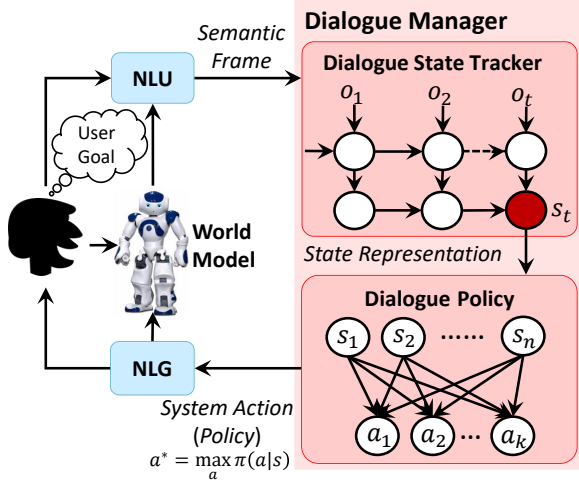 Dialogue Manager
Semantic
Frame
NLU
Dialogue State Tracker
o₁ o₂ oₜ
User
Goal
sₜ
World
Model
State Representation
Dialogue Policy
s₁ s₂ …… sₙ
NLG
System Action
(Policy)
a* = max π(a|s)
a
a₁ a₂ … aₖ